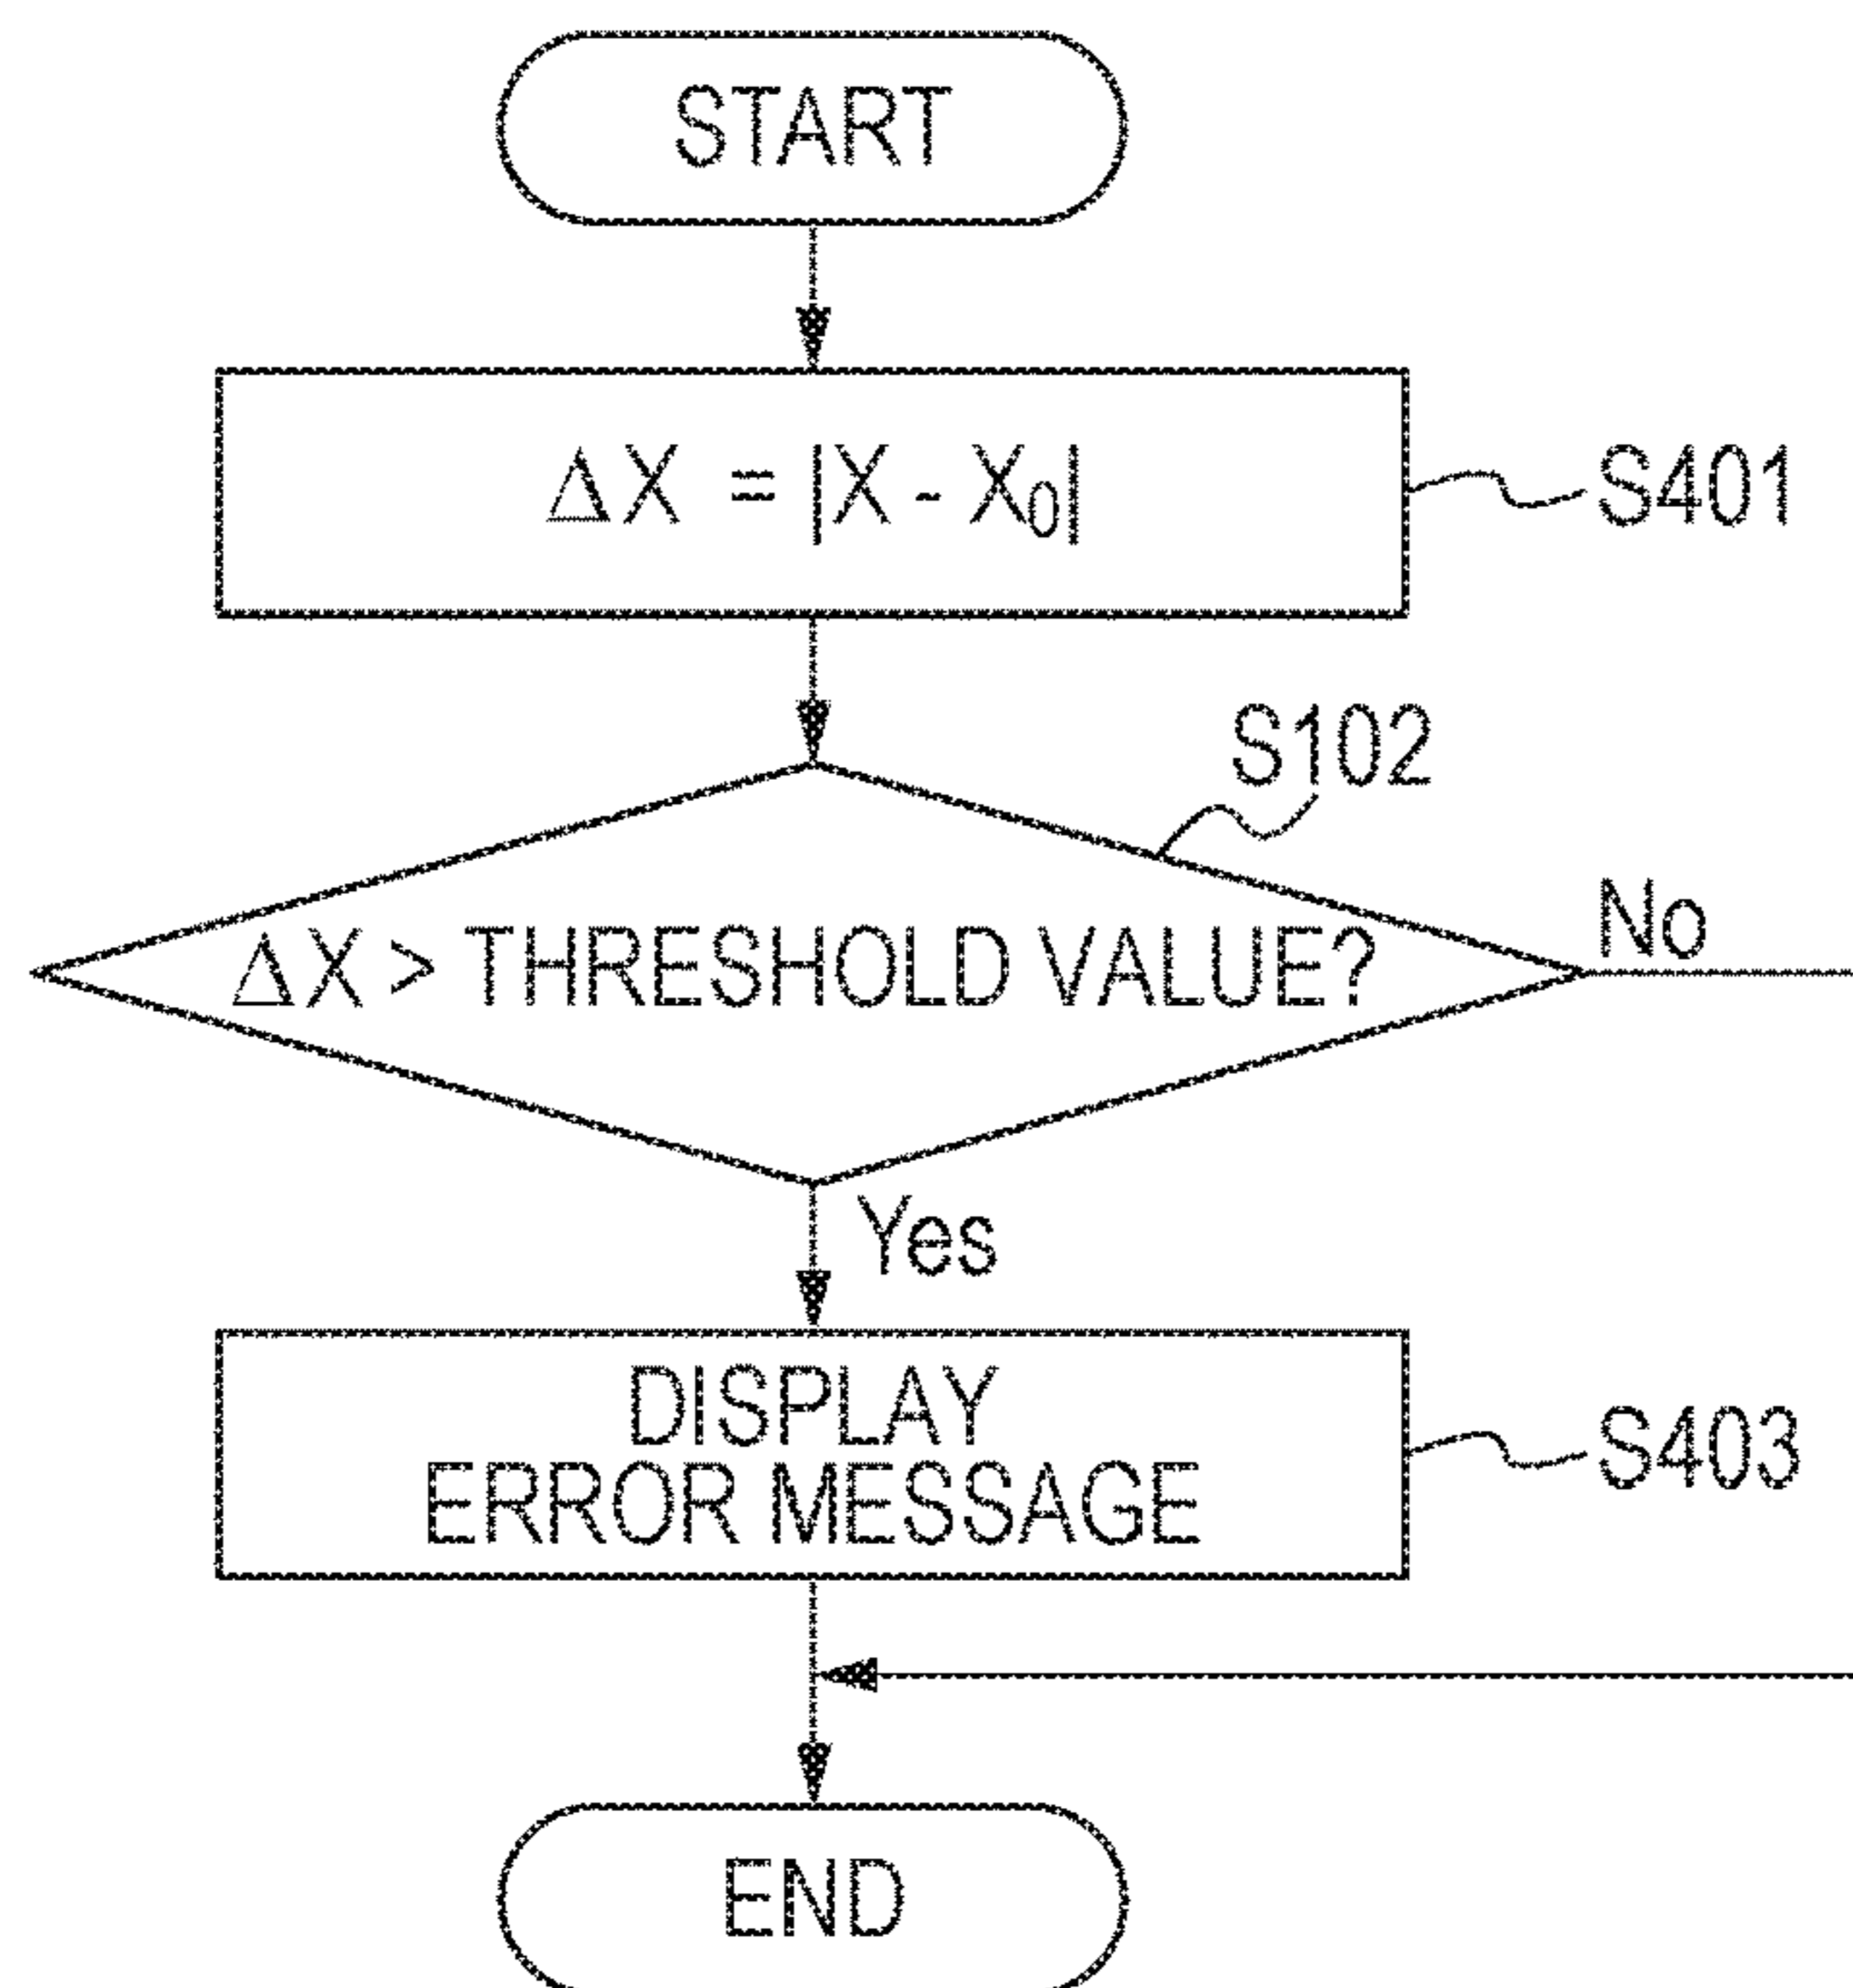 START
ΔX = |X - X₀|
S401
S102
ΔX > THRESHOLD VALUE?
No
Yes
DISPLAY
ERROR MESSAGE
S403
END